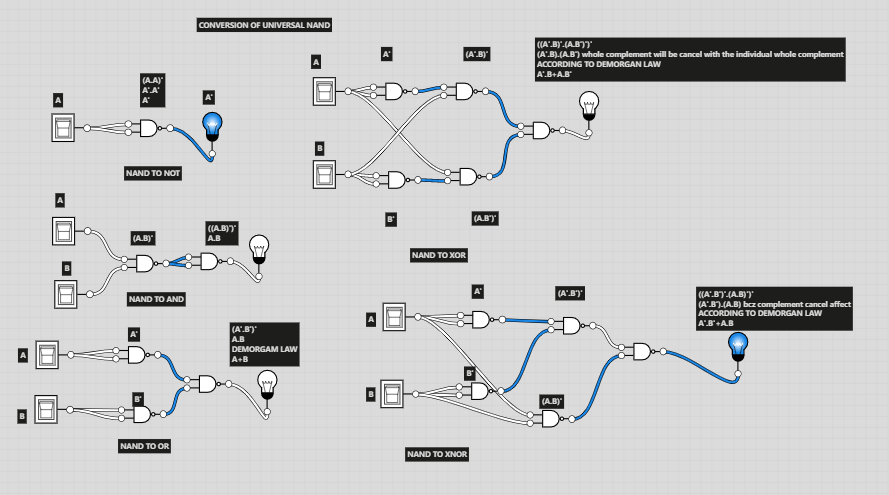 CONVERSION OF UNIVERSAL NAND
A
(A.A)'
A'.A'
A'
A'
NAND TO NOT
A
B
(A.B)'
((A.B)')'
A.B
NAND TO AND
A
B
A'
B'
(A'.B')'
A.B
DEMORGAM LAW
A+B
NAND TO OR
A
B
A'
(A'.B)'
B'
(A.B')'
((A'.B)'.(A.B')')'
(A'.B).(A.B') whole complement will be cancel with the individual whole complement
ACCORDING TO DEMORGAN LAW
A'.B+A.B'
NAND TO XOR
A
B
A'
B'
(A'.B')'
(A.B)'
((A'.B')'.(A.B)')'
(A'.B').(A.B) bcz complement cancel affect
ACCORDING TO DEMORGAN LAW
A'.B'+A.B
NAND TO XNOR